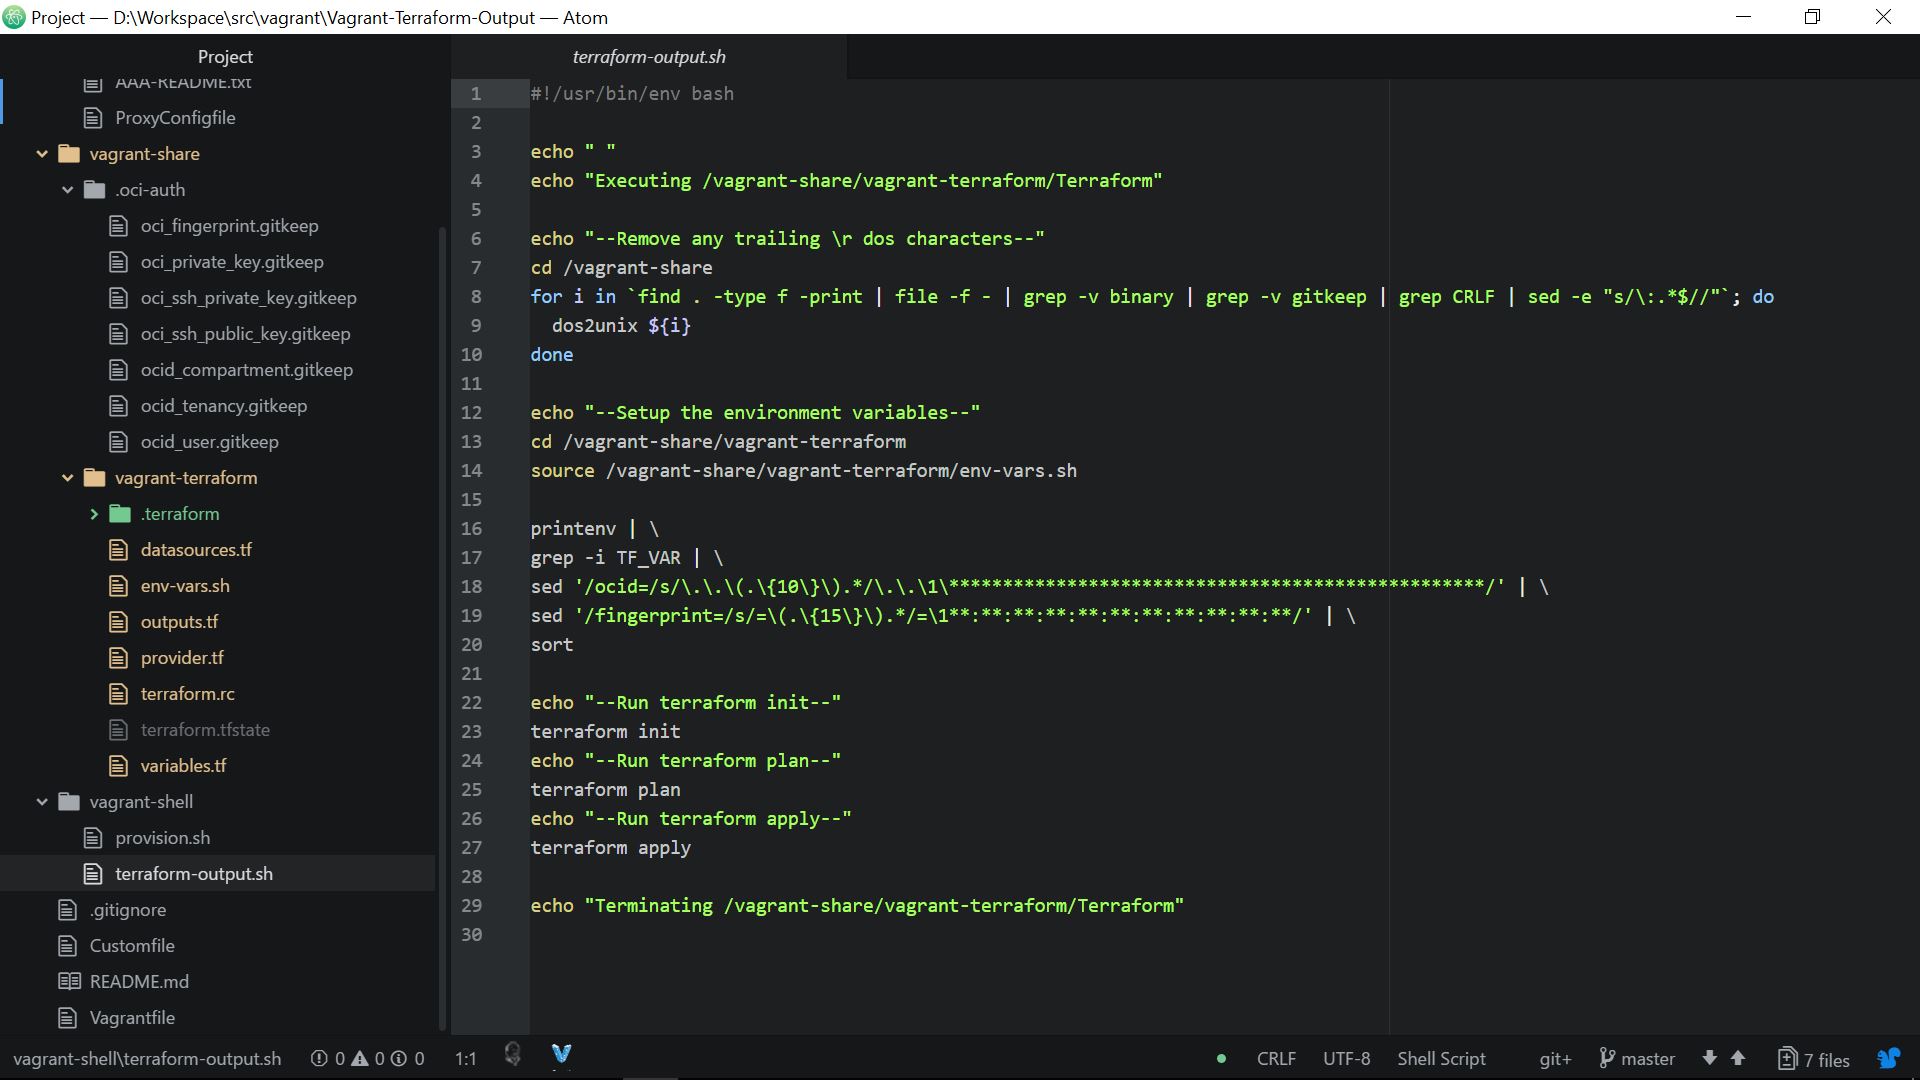 Project — D:\Workspace\src\vagrant\Vagrant-Terraform-Output — Atom
Project
AAA-README.txt
ProxyConfigfile
vagrant-share
.oci-auth
oci_fingerprint.gitkeep
oci_private_key.gitkeep
oci_ssh_private_key.gitkeep
oci_ssh_public_key.gitkeep
ocid_compartment.gitkeep
ocid_tenancy.gitkeep
ocid_user.gitkeep
vagrant-terraform
.terraform
datasources.tf
env-vars.sh
outputs.tf
provider.tf
terraform.rc
terraform.tfstate
variables.tf
vagrant-shell
provision.sh
terraform-output.sh
.gitignore
Customfile
README.md
Vagrantfile
terraform-output.sh
1 #!/usr/bin/env bash
2
3 echo " "
4 echo "Executing /vagrant-share/vagrant-terraform/Terraform"
5
6 echo "--Remove any trailing \r dos characters--"
7 cd /vagrant-share
8 for i in `find . -type f -print | file -f - | grep -v binary | grep -v gitkeep | grep CRLF | sed -e "s/\:.*$//"`; do
9 dos2unix ${i}
10 done
11
12 echo "--Setup the environment variables--"
13 cd /vagrant-share/vagrant-terraform
14 source /vagrant-share/vagrant-terraform/env-vars.sh
15
16 printenv | \
17 grep -i TF_VAR | \
18 sed '/ocid=/s/\.\.\(.\{10\}\).*/\.\.\1\**************************************************/' | \
19 sed '/fingerprint=/s/=\(.\{15\}\).*/=\1**:**:**:**:**:**:**:**:**:**:**/' | \
20 sort
21
22 echo "--Run terraform init--"
23 terraform init
24 echo "--Run terraform plan--"
25 terraform plan
26 echo "--Run terraform apply--"
27 terraform apply
28
29 echo "Terminating /vagrant-share/vagrant-terraform/Terraform"
30
vagrant-shell\terraform-output.sh 0 0 0 1:1 CRLF UTF-8 Shell Script git+ master 7 files